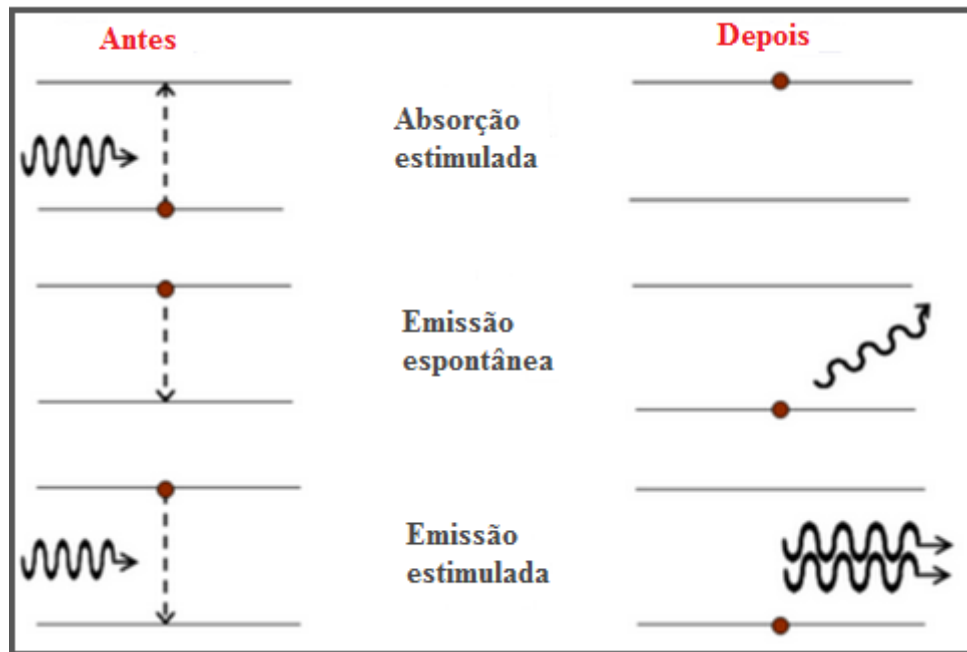 Antes
Depois
Absorção
estimulada
Emissão
espontânea
Emissão
estimulada